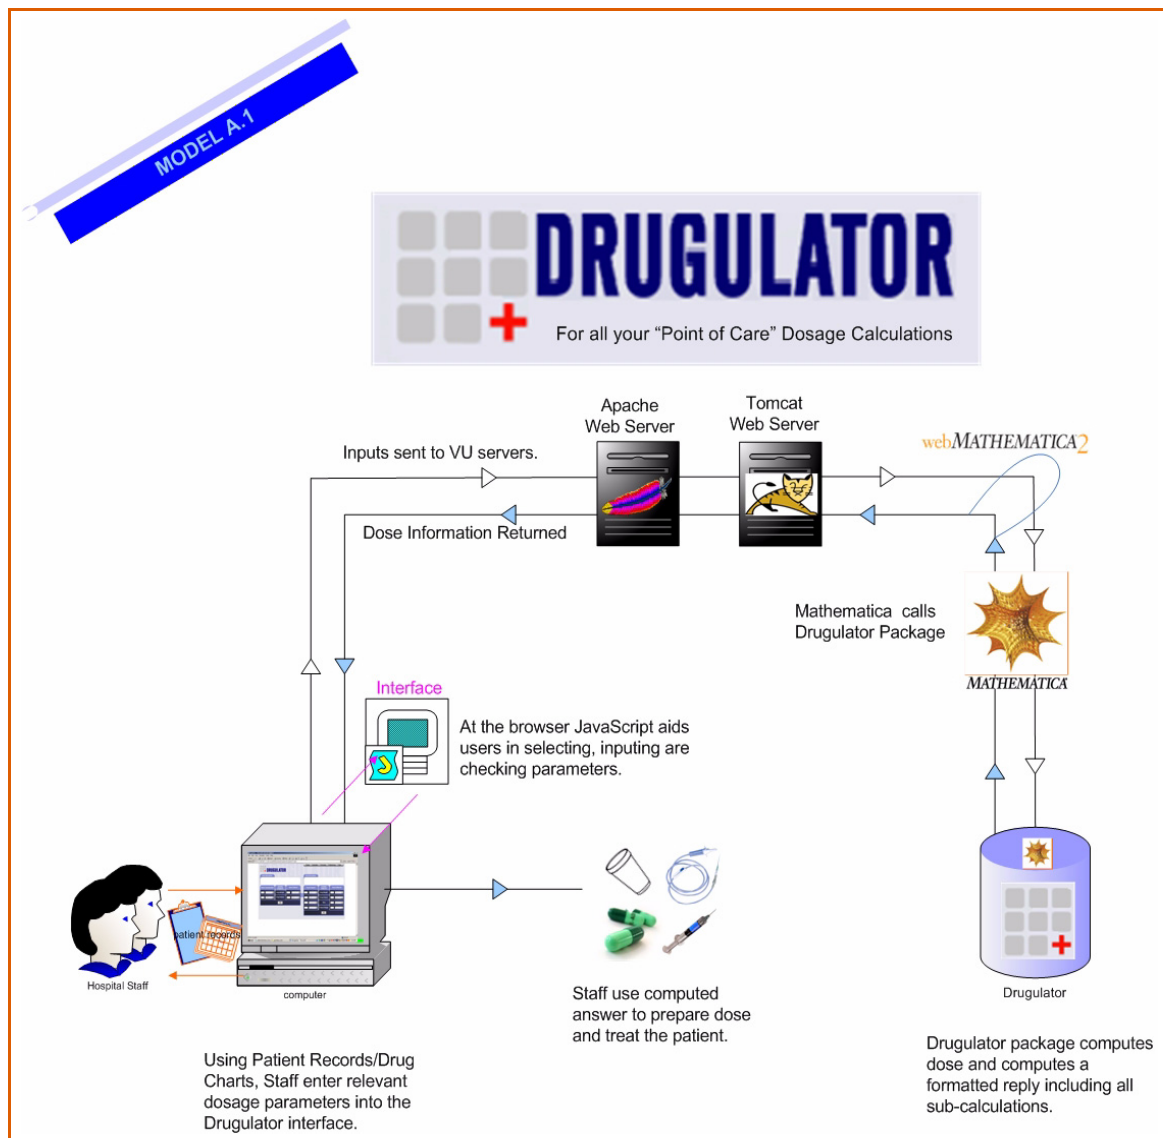 MODEL A.1
DRUGULATOR
For all your “Point of Care” Dosage Calculations
Apache
Web Server
Tomcat
Web Server
webMATHEMATICA2
Inputs sent to VU servers.
Dose Information Returned
Mathematica calls
Drugulator Package
MATHEMATICA
Interface
At the browser JavaScript aids
users in selecting, inputing are
checking parameters.
DRUGULATOR
patient records
Hospital Staff
computer
Staff use computed
answer to prepare dose
and treat the patient.
Drugulator
Using Patient Records/Drug
Charts, Staff enter relevant
dosage parameters into the
Drugulator interface.
Drugulator package computes
dose and computes a
formatted reply including all
sub-calculations.